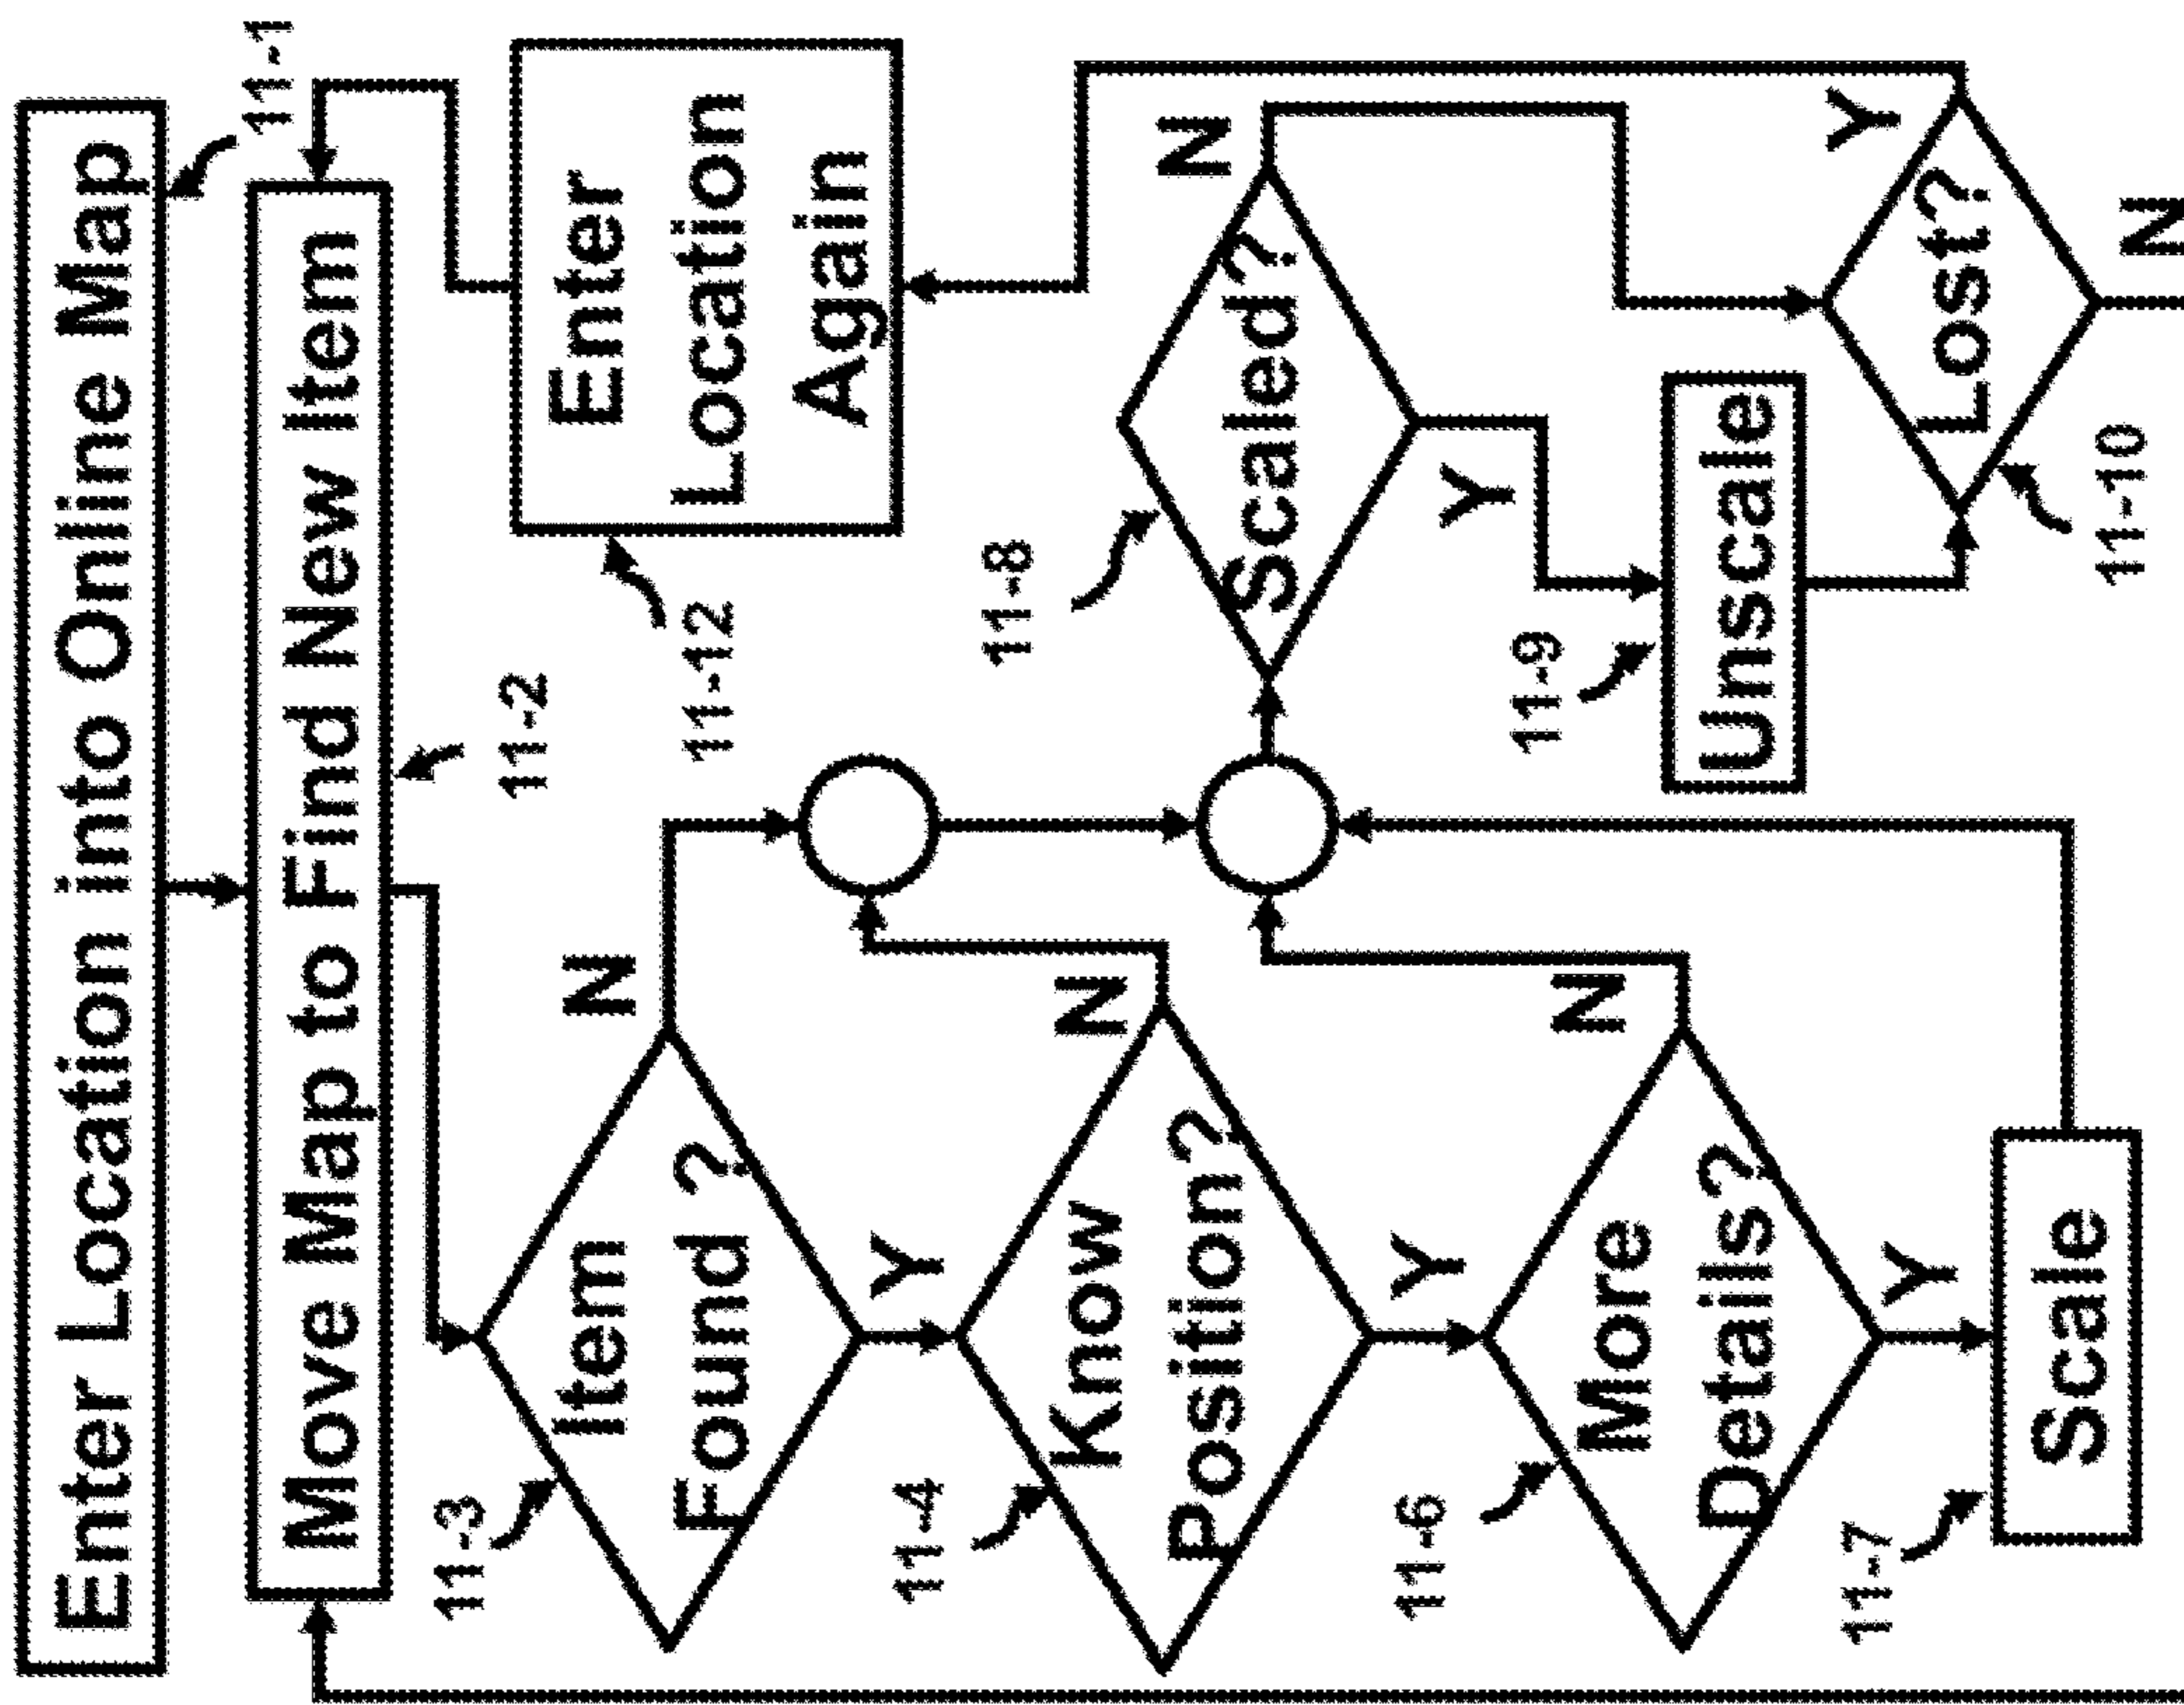 Enter Location into Online Map
11-1
Move Map to Find New Item
11-2
11-3
Item
Found ?
N
Y
11-4
Know
Position?
N
Y
11-6
More
Details?
N
Y
11-7
Scale
Enter
Location
Again
11-12
11-8
Scaled?
N
Y
11-9
Unscale
Lost?
Y
N
11-10